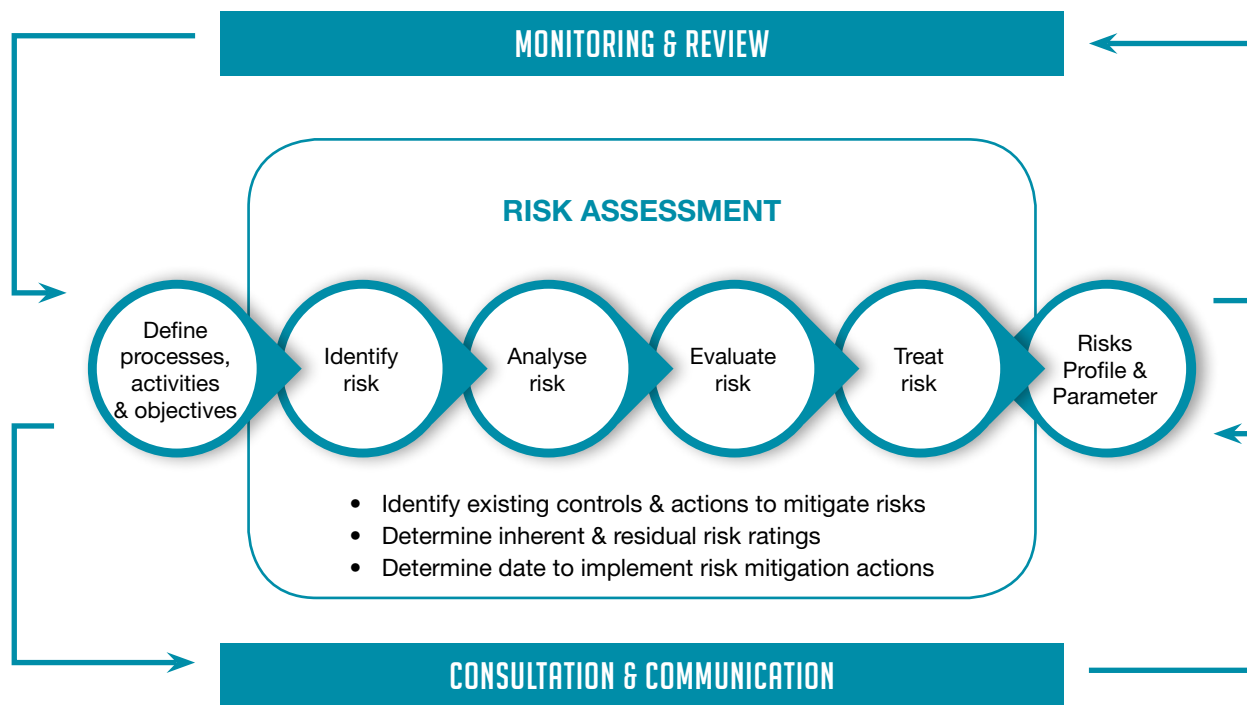 MONITORING & REVIEW
RISK ASSESSMENT
Define
processes,
activities
& objectives
Identify
risk
Analyse
risk
Evaluate
risk
Treat
risk
Risks
Profile &
Parameter
• Identify existing controls & actions to mitigate risks
• Determine inherent & residual risk ratings
• Determine date to implement risk mitigation actions
CONSULTATION & COMMUNICATION